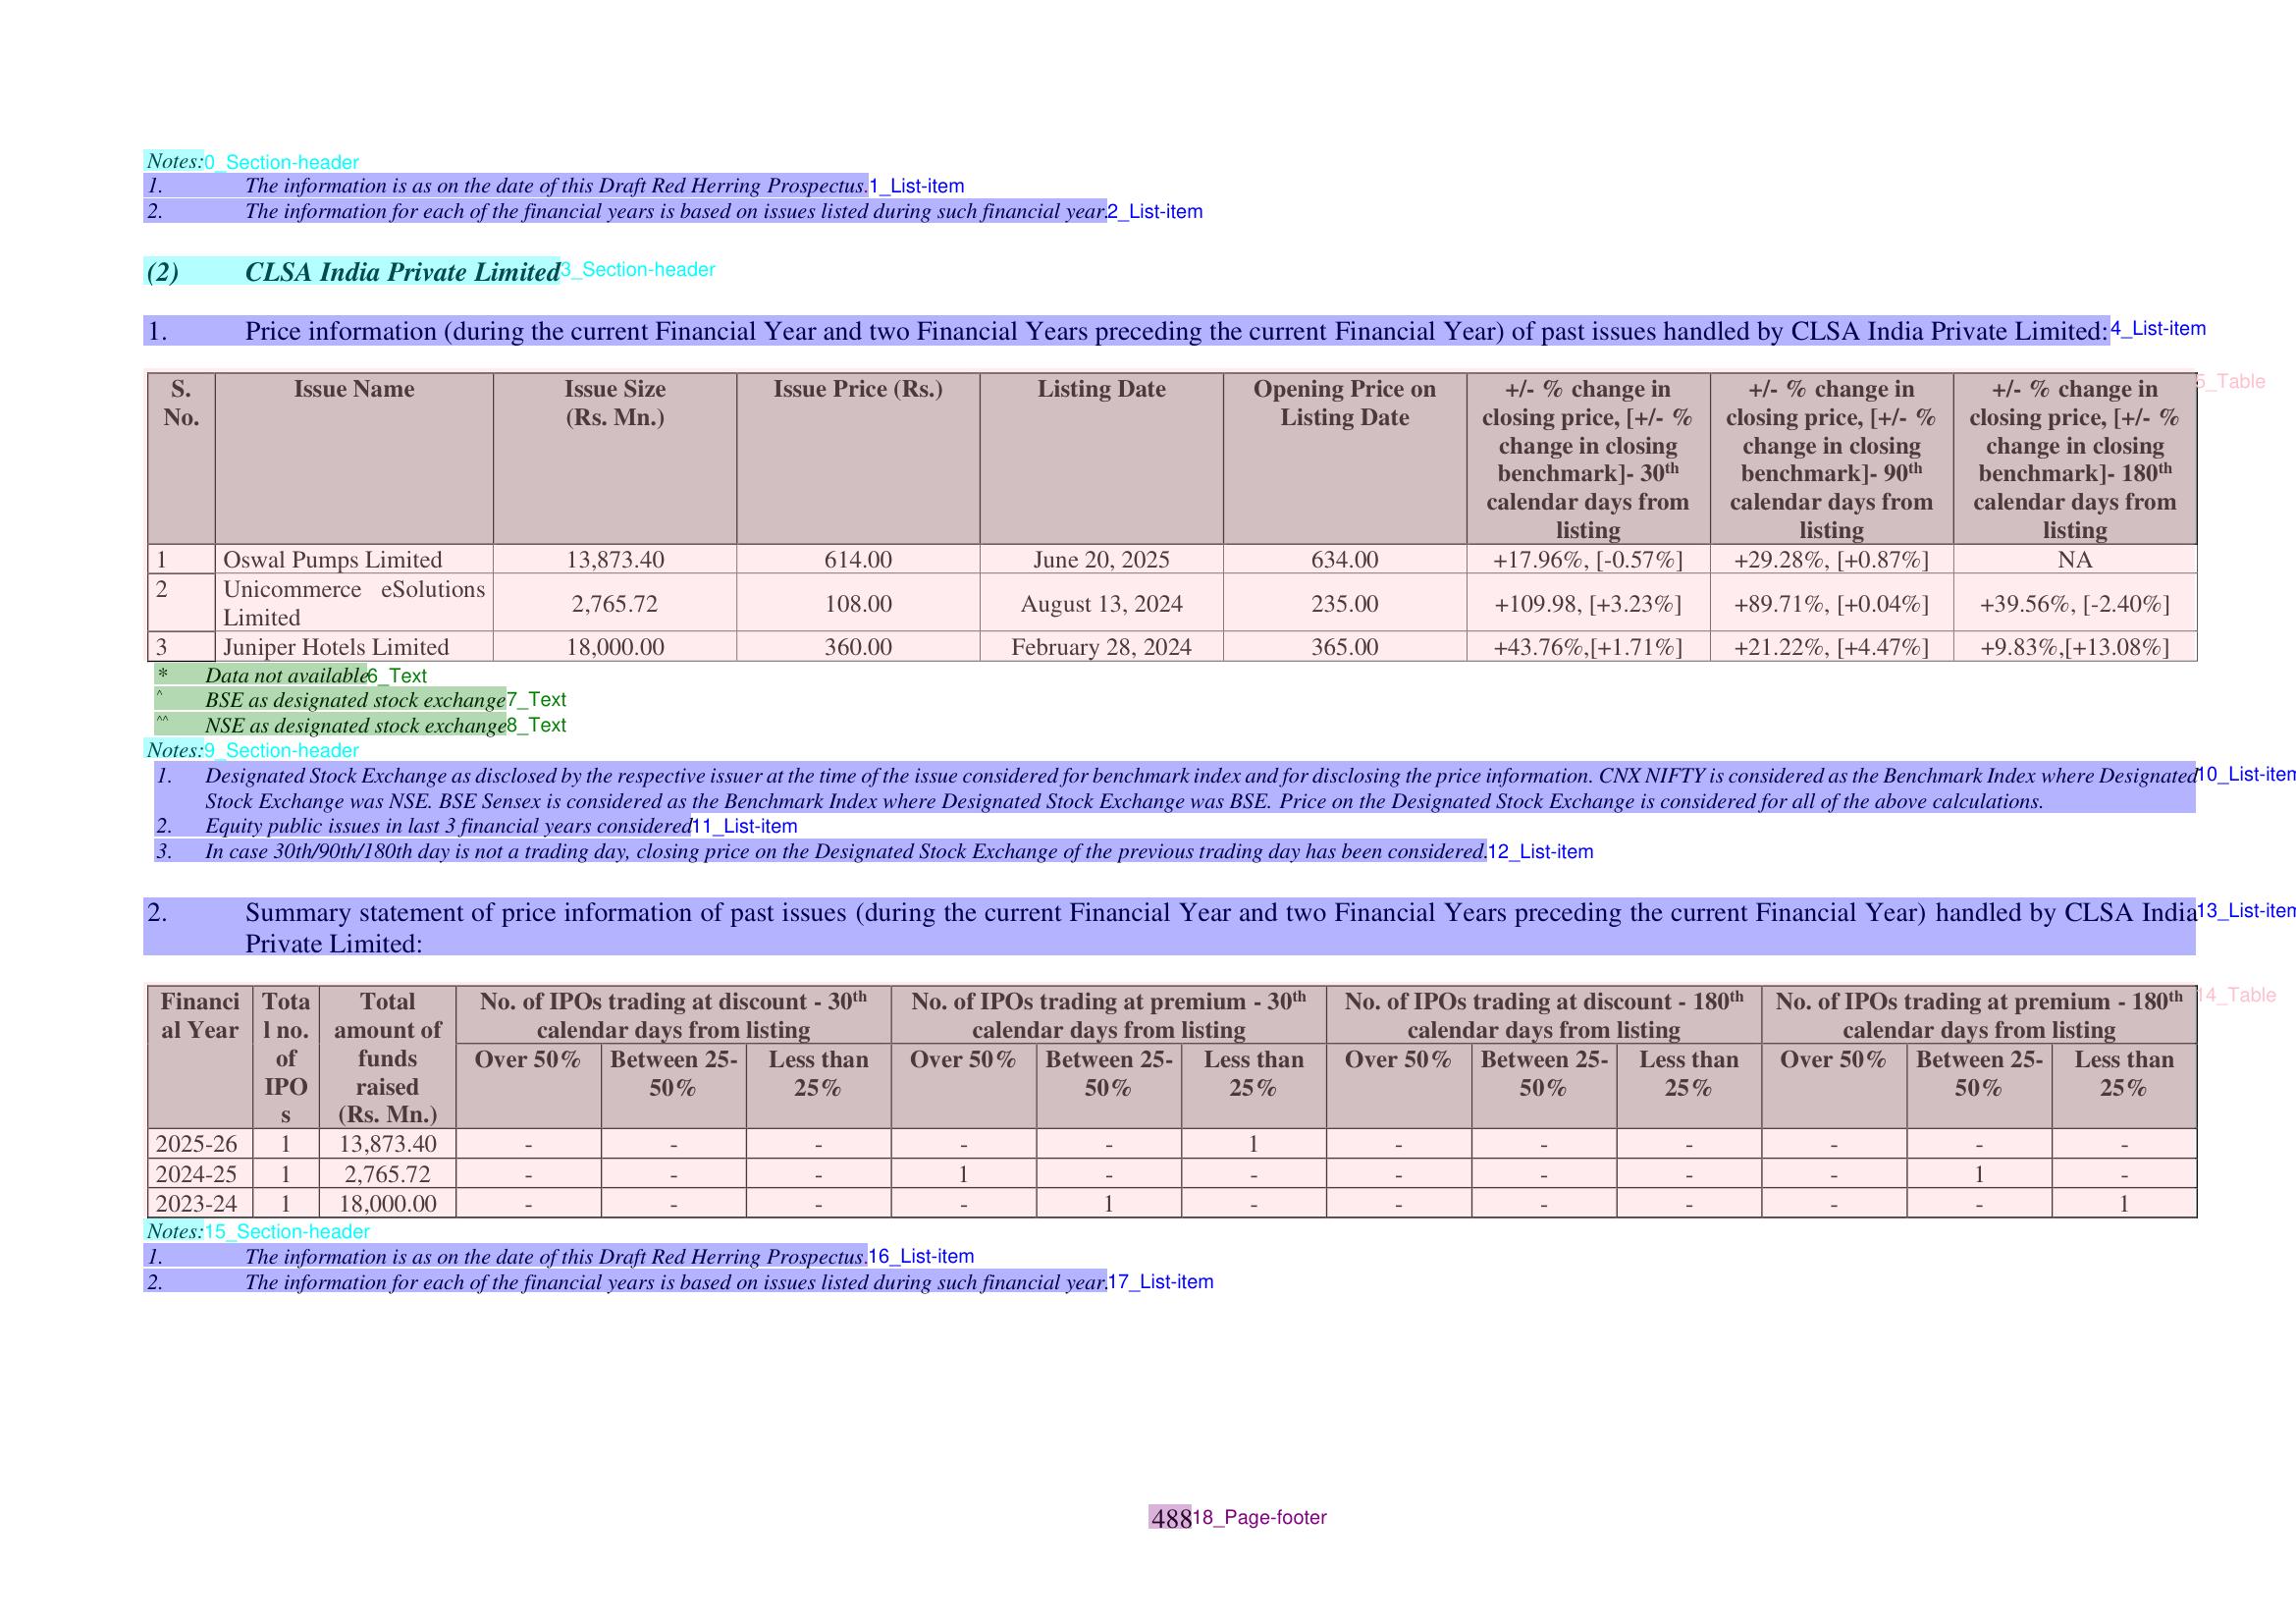 Notes:0_Section-header
1. The information is as on the date of this Draft Red Herring Prospectus.1_List-item
2. The information for each of the financial years is based on issues listed during such financial year.2_List-item
(2) CLSA India Private Limited3_Section-header
1. Price information (during the current Financial Year and two Financial Years preceding the current Financial Year) of past issues handled by CLSA India Private Limited:4_List-item
5_Table
S. No. Issue Name Issue Size (Rs. Mn.) Issue Price (Rs.) Listing Date Opening Price on Listing Date +/- % change in closing price, [+/- % change in closing benchmark]- 30th calendar days from listing +/- % change in closing price, [+/- % change in closing benchmark]- 90th calendar days from listing +/- % change in closing price, [+/- % change in closing benchmark]- 180th calendar days from listing
1 Oswal Pumps Limited 13,873.40 614.00 June 20, 2025 634.00 +17.96%, [-0.57%] +29.28%, [+0.87%] NA
2 Unicommerce eSolutions Limited 2,765.72 108.00 August 13, 2024 235.00 +109.98, [+3.23%] +89.71%, [+0.04%] +39.56%, [-2.40%]
3 Juniper Hotels Limited 18,000.00 360.00 February 28, 2024 365.00 +43.76%,[+1.71%] +21.22%, [+4.47%] +9.83%,[+13.08%]
* Data not available6_Text
^ BSE as designated stock exchange7_Text
^^ NSE as designated stock exchange8_Text
Notes:9_Section-header
1. Designated Stock Exchange as disclosed by the respective issuer at the time of the issue considered for benchmark index and for disclosing the price information. CNX NIFTY is considered as the Benchmark Index where Designated10_List-item
Stock Exchange was NSE. BSE Sensex is considered as the Benchmark Index where Designated Stock Exchange was BSE. Price on the Designated Stock Exchange is considered for all of the above calculations.
2. Equity public issues in last 3 financial years considered11_List-item
3. In case 30th/90th/180th day is not a trading day, closing price on the Designated Stock Exchange of the previous trading day has been considered.12_List-item
2. Summary statement of price information of past issues (during the current Financial Year and two Financial Years preceding the current Financial Year) handled by CLSA India13_List-item
Private Limited:
14_Table
Financial Year Total no. of IPOs Total amount of funds raised (Rs. Mn.) No. of IPOs trading at discount - 30th calendar days from listing No. of IPOs trading at premium - 30th calendar days from listing No. of IPOs trading at discount - 180th calendar days from listing No. of IPOs trading at premium - 180th calendar days from listing
Over 50% Between 25-50% Less than 25% Over 50% Between 25-50% Less than 25% Over 50% Between 25-50% Less than 25% Over 50% Between 25-50% Less than 25%
2025-26 1 13,873.40 - - - - - 1 - - - - - -
2024-25 1 2,765.72 - - - 1 - - - - - - 1 -
2023-24 1 18,000.00 - - - - 1 - - - - - - 1
Notes:15_Section-header
1. The information is as on the date of this Draft Red Herring Prospectus.16_List-item
2. The information for each of the financial years is based on issues listed during such financial year.17_List-item
48818_Page-footer